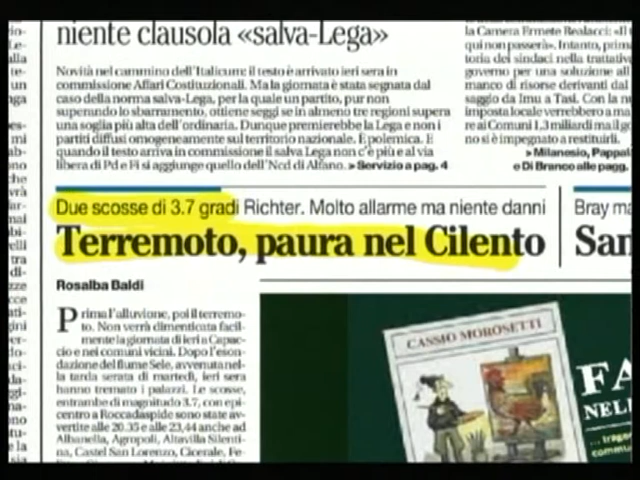 niente clausola «salva-Lega»
Novità nel cammino dell'Italicum: il testo è arrivato ieri sera in
commissione Affari Costituzionali. Ma la giornata è stata segnata dal
caso della norma salva-Lega, per la quale un partito, pur non
superando lo sbarramento, ottiene seggi se in almeno tre regioni supera
una soglia più alta dell'ordinaria. Dunque premierebbe la Lega e non i
partiti diffusi omogeneamente sul territorio nazionale. E polemica. E
quando il testo arriva in commissione il salva Lega non c'è più e al via
libera di Pd e Fi si aggiunge quello dell'Ncd di Alfano. > Servizio a pag. 4
la Camera Ermete Realacci: «Il
qui non passerà». Intanto, prima
toria dei sindaci nella trattativa
governo per una soluzione all
manco di risorse derivanti dal
saggio da Imu a Tasi. Con la n
imposta locale verrebbero a ma
re ai Comuni 1,3 miliardi ma il go
no si è impegnato a restituirli.
> Milanesio, Pappal
e Di Branco alle pagg.
Due scosse di 3.7 gradi Richter. Molto allarme ma niente danni
Terremoto, paura nel Cilento
Bray ma
San
Rosalba Baldi
Prima l'alluvione, poi il terremo-
to. Non verrà dimenticata facil-
mente la giornata di ieri a Capac-
cio e nei comuni vicini. Dopo l'eson-
dazione del fiume Sele, avvenuta nel-
la tarda serata di martedì, ieri sera
hanno tremato i palazzi. Le scosse,
entrambe di magnitudo 3.7, con epi-
centro a Roccadaspide sono state av-
vertite alle 20.35 e alle 23,44 anche ad
Albanella, Agropoli, Altavilla Silenti-
na, Castel San Lorenzo, Cicerale, Fe-
CASSIO MOROSETTI
FA
NELL
... trage
commu